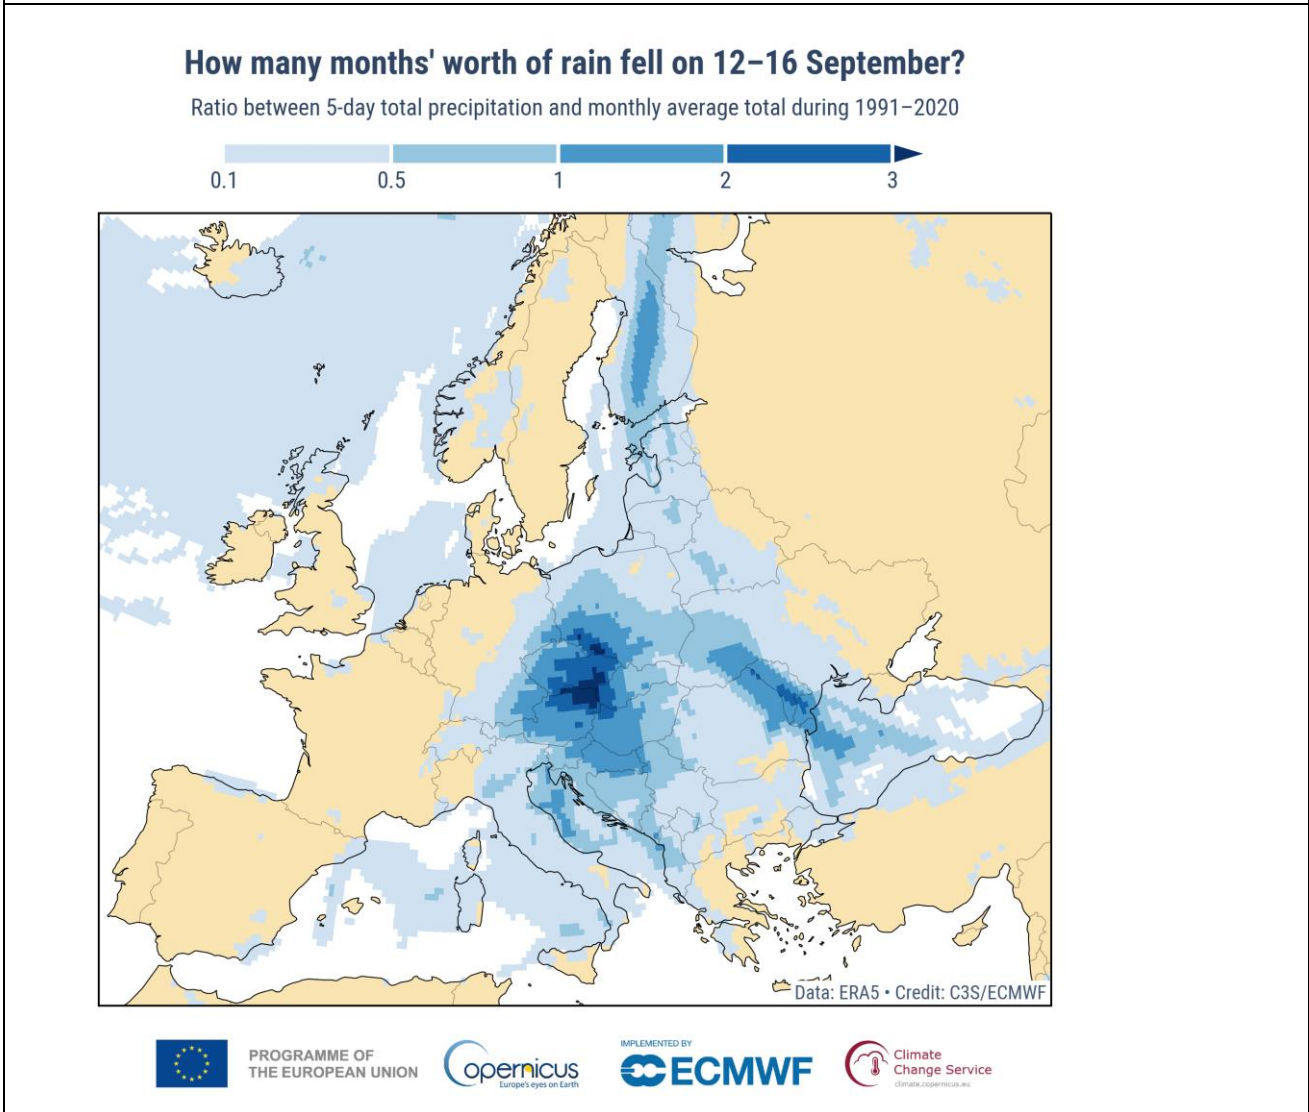 How many months' worth of rain fell on 12–16 September?
Ratio between 5-day total precipitation and monthly average total during 1991–2020
0.1 0.5 1 2 3
Data: ERA5 • Credit: C3S/ECMWF
PROGRAMME OF
THE EUROPEAN UNION
opernicus
Europe's eyes on Earth
IMPLEMENTED BY
ECMWF
Climate
Change Service
climate.copernicus.eu